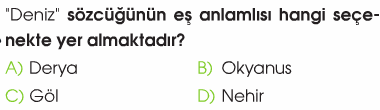 "Deniz" sözcüğünün eş anlamlısı hangi seçe-
nekte yer almaktadır?
A) Derya B) Okyanus
C) Göl D) Nehir